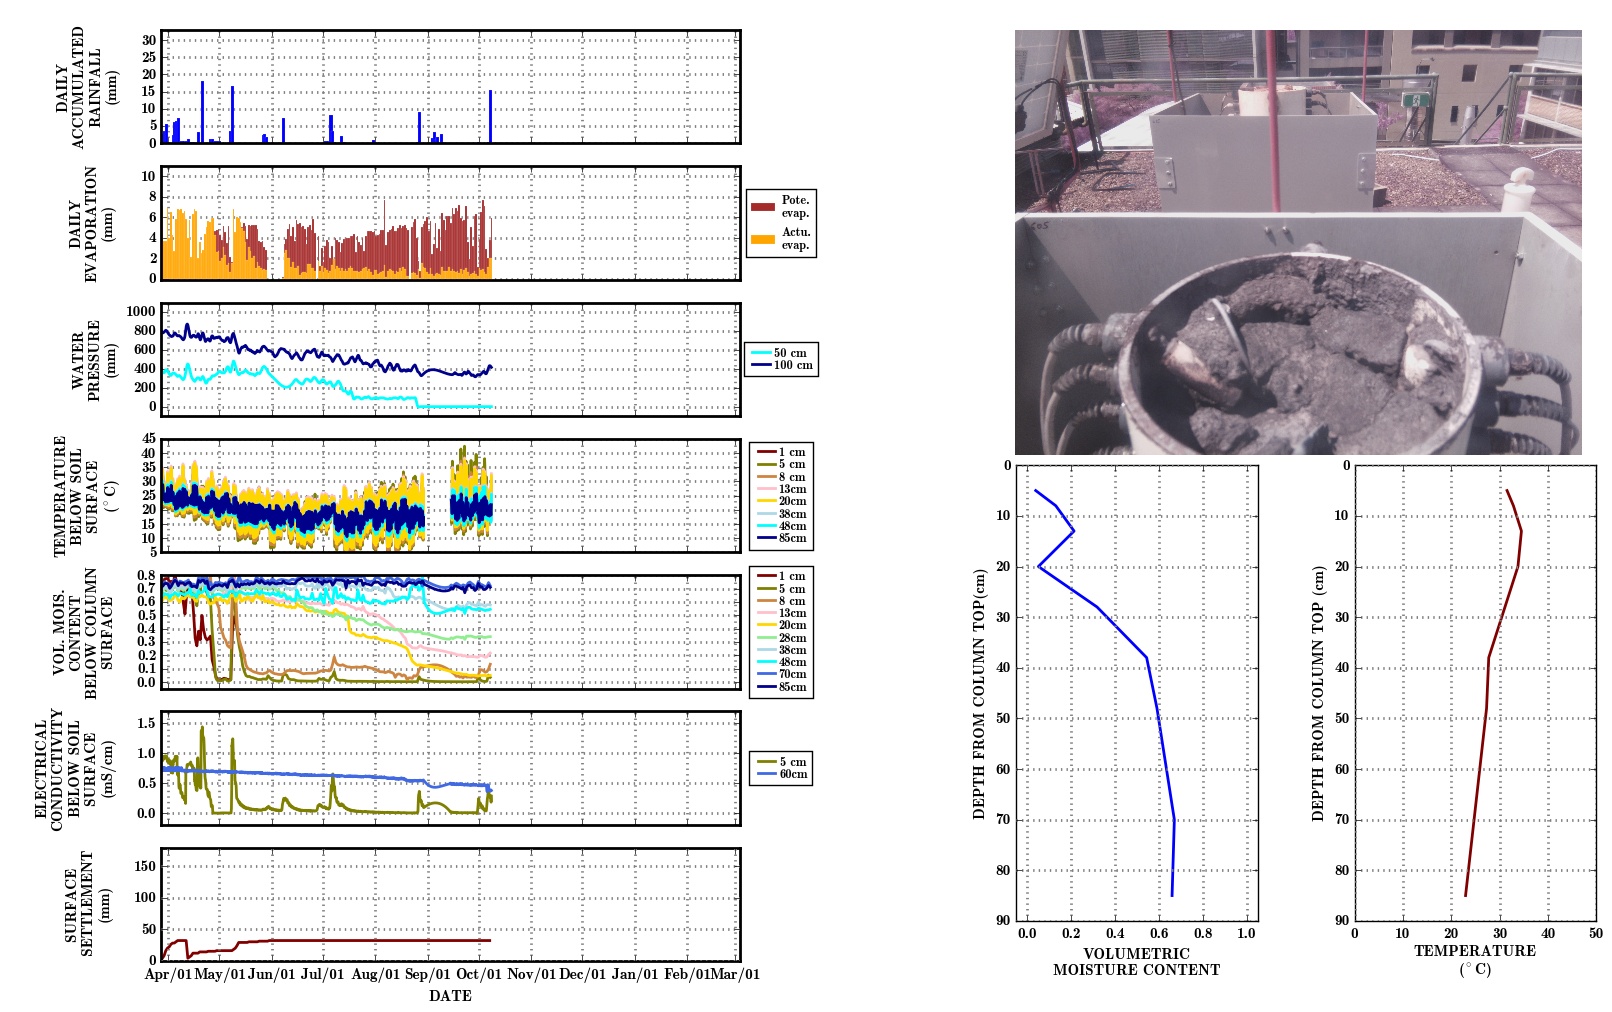 DAILY
ACCUMULATED
RAINFALL
(mm)
30
25
20
15
10
5
0
DAILY
EVAPORATION
(mm)
10
8
6
4
2
0
Pote.
evap.
Actu.
evap.
WATER
PRESSURE
(mm)
1000
800
600
400
200
0
50 cm
100 cm
TEMPERATURE
BELOW SOIL
SURFACE
(°C)
45
40
35
30
25
20
15
10
5
1 cm
5 cm
8 cm
13cm
20cm
38cm
48cm
85cm
VOL. MOIS.
CONTENT
BELOW COLUMN
SURFACE
0.8
0.7
0.6
0.5
0.4
0.3
0.2
0.1
0.0
1 cm
5 cm
8 cm
13cm
20cm
28cm
38cm
48cm
70cm
85cm
ELECTRICAL
CONDUCTIVITY
BELOW SOIL
SURFACE
(mS/cm)
1.5
1.0
0.5
0.0
5 cm
60cm
SURFACE
SETTLEMENT
(mm)
150
100
50
0
Apr/01 May/01 Jun/01 Jul/01 Aug/01 Sep/01 Oct/01 Nov/01 Dec/01 Jan/01 Feb/01 Mar/01
DATE
DEPTH FROM COLUMN TOP(cm)
0
10
20
30
40
50
60
70
80
90
0.0 0.2 0.4 0.6 0.8 1.0
VOLUMETRIC
MOISTURE CONTENT
DEPTH FROM COLUMN TOP (cm)
0
10
20
30
40
50
60
70
80
90
0 10 20 30 40 50
TEMPERATURE
(°C)